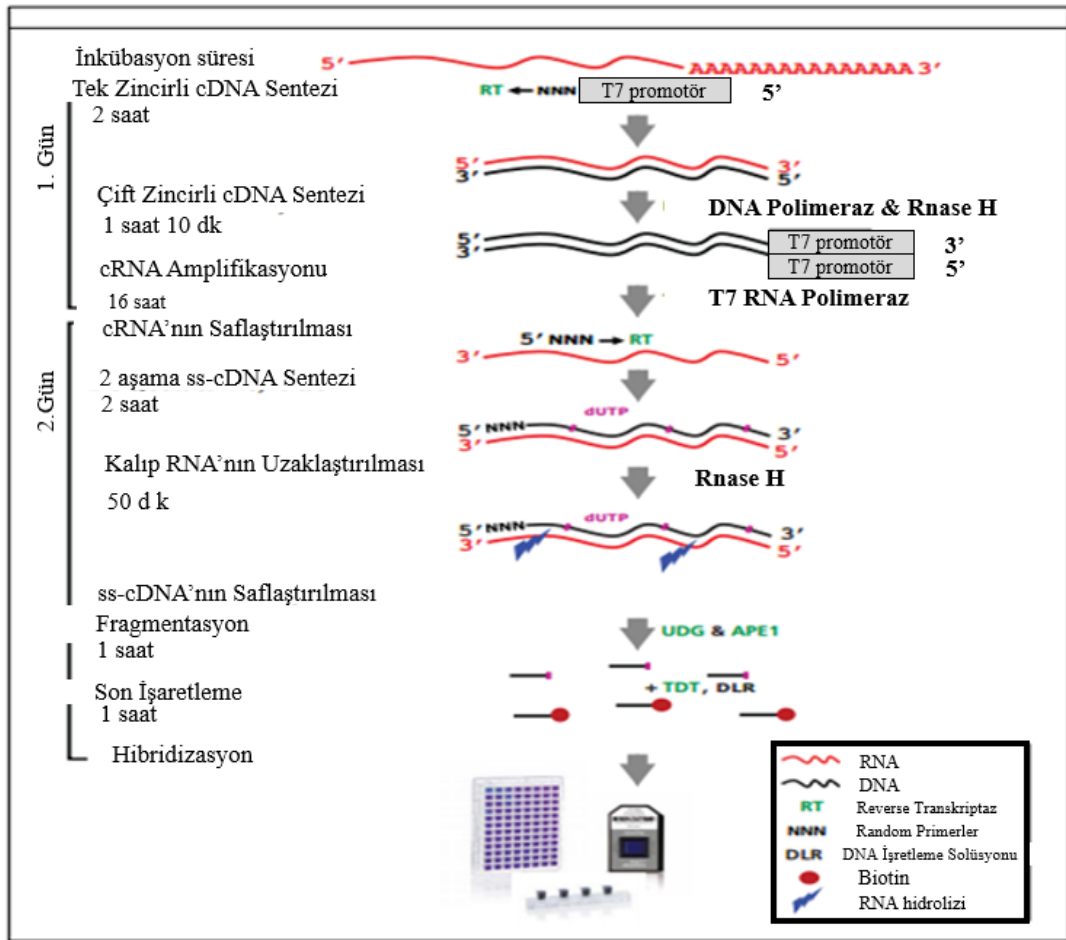 İnkübasyon süresi
5′ AAAAAAAAAAAAAAA 3′
Tek Zincirli cDNA Sentezi
RT NNN T7 promotör 5’
2 saat
1. Gün
5′ 3′
3′ 5′
Çift Zincirli cDNA Sentezi
1 saat 10 dk
DNA Polimeraz & Rnase H
5′ T7 promotör 3’
3′ T7 promotör 5’
cRNA Amplifikasyonu
16 saat
T7 RNA Polimeraz
2.Gün
cRNA’nın Saflaştırılması
5′ NNN RT
3′ 5′
2 aşama ss-cDNA Sentezi
2 saat
dUTP
5′ NNN 3′
3′ 5′
Kalıp RNA’nın Uzaklaştırılması
50 d k
Rnase H
dUTP
5′ NNN 3′
3′ 5′
ss-cDNA’nın Saflaştırılması
Fragmentasyon
1 saat
UDG & APE1
+ TDT, DLR
Son İşaretleme
1 saat
Hibridizasyon
RNA
DNA
RT Reverse Transkriptaz
NNN Random Primerler
DLR DNA İşretleme Solüsyonu
Biotin
RNA hidrolizi